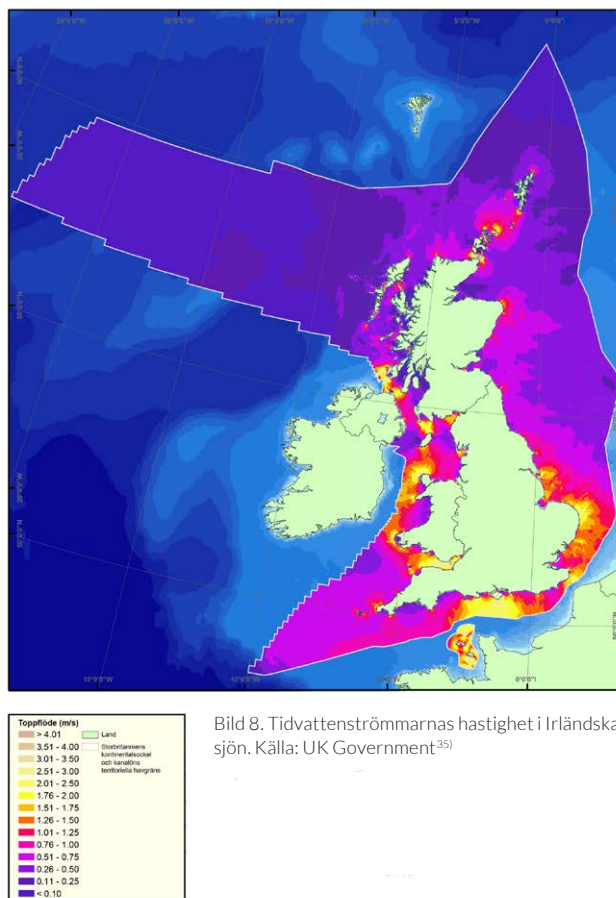 Toppflöde (m/s)
> 4.01
3.51 - 4.00
3.01 - 3.50
2.51 - 3.00
2.01 - 2.50
1.76 - 2.00
1.51 - 1.75
1.26 - 1.50
1.01 - 1.25
0.76 - 1.00
0.51 - 0.75
0.26 - 0.50
0.11 - 0.25
< 0.10
Land
Storbritanniens
kontinentalsockel
och kanalöns
territoriella havgräns
Bild 8. Tidvattenströmmarnas hastighet i Irländska
sjön. Källa: UK Government35)